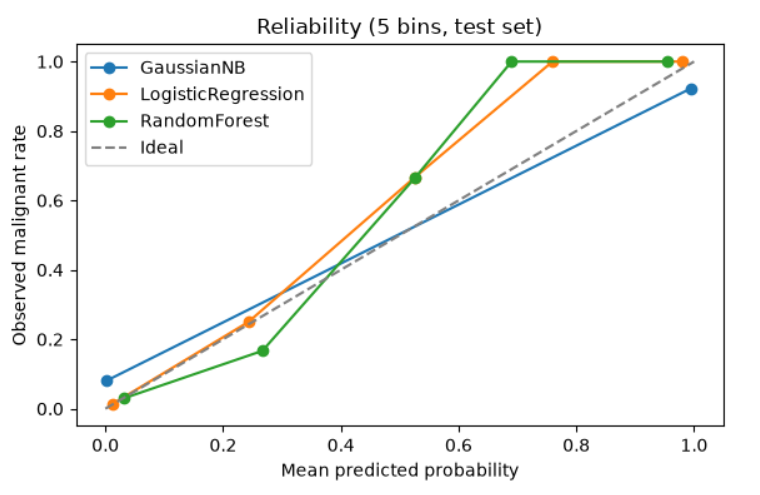 Reliability (5 bins, test set)
GaussianNB
LogisticRegression
RandomForest
Ideal
Observed malignant rate
1.0
0.8
0.6
0.4
0.2
0.0
0.0 0.2 0.4 0.6 0.8 1.0
Mean predicted probability